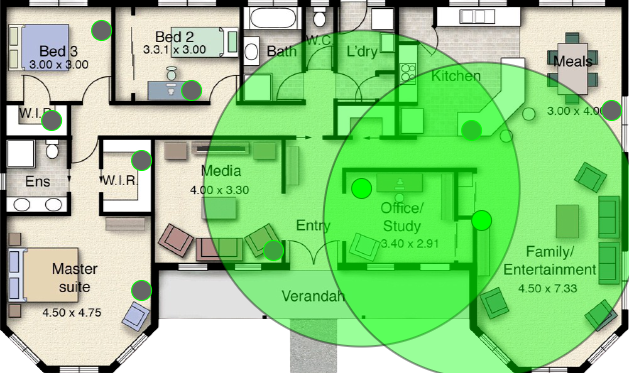 Bed 3
3.00 x 3.00
Bed 2
3.3.1 x 3.00
Bath
W.C.
L'dry
Kitchen
Meals
3.00 x 4.00
W.I.R.
Ens
W.I.R.
Media
4.00 x 3.30
Entry
Office/
Study
3.40 x 2.91
Family/
Entertainment
4.50 x 7.33
Master
suite
4.50 x 4.75
Verandah